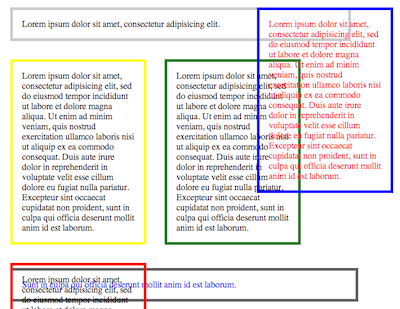 Lorem ipsum dolor sit amet, consectetur adipisicing elit.
Lorem ipsum dolor sit amet,
consectetur adipisicing elit, sed
do eiusmod tempor incididunt
ut labore et dolore magna
aliqua. Ut enim ad minim
veniam, quis nostrud
exercitation ullamco laboris nisi
ut aliquip ex ea commodo
consequat. Duis aute irure
dolor in reprehenderit in
voluptate velit esse cillum
dolore eu fugiat nulla pariatur.
Excepteur sint occaecat
cupidatat non proident, sunt in
culpa qui officia deserunt mollit
anim id est laborum.
Lorem ipsum dolor sit amet,
consectetur adipisicing elit, sed
do eiusmod tempor incididunt
ut labore et dolore magna
aliqua. Ut enim ad minim
veniam, quis nostrud
exercitation ullamco laboris nisi
ut aliquip ex ea commodo
consequat. Duis aute irure
dolor in reprehenderit in
voluptate velit esse cillum
dolore eu fugiat nulla pariatur.
Excepteur sint occaecat
cupidatat non proident, sunt in
culpa qui officia deserunt mollit
anim id est laborum.
Lorem ipsum dolor sit amet,
consectetur adipisicing elit, sed
do eiusmod tempor incididunt
ut labore et dolore magna
aliqua. Ut enim ad minim
veniam, quis nostrud
exercitation ullamco laboris nisi
ut aliquip ex ea commodo
consequat. Duis aute irure
dolor in reprehenderit in
voluptate velit esse cillum
dolore eu fugiat nulla pariatur.
Excepteur sint occaecat
cupidatat non proident, sunt in
culpa qui officia deserunt mollit
anim id est laborum.
Lorem ipsum dolor sit amet,
consectetur adipisicing elit, sed
do eiusmod tempor incididunt
Sunt in culpa qui officia deserunt mollit anim id est laborum.